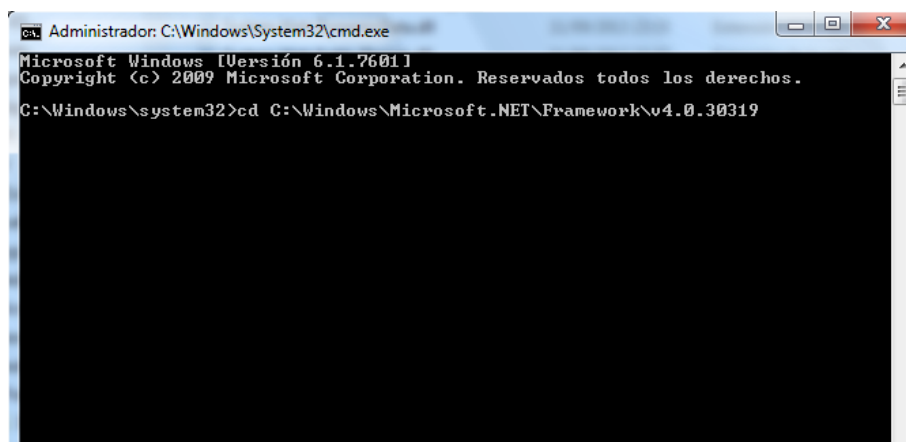 Administrador: C:\Windows\System32\cmd.exe
Microsoft Windows [Versión 6.1.7601]
Copyright (c) 2009 Microsoft Corporation. Reservados todos los derechos.
C:\Windows\system32>cd C:\Windows\Microsoft.NET\Framework\v4.0.30319